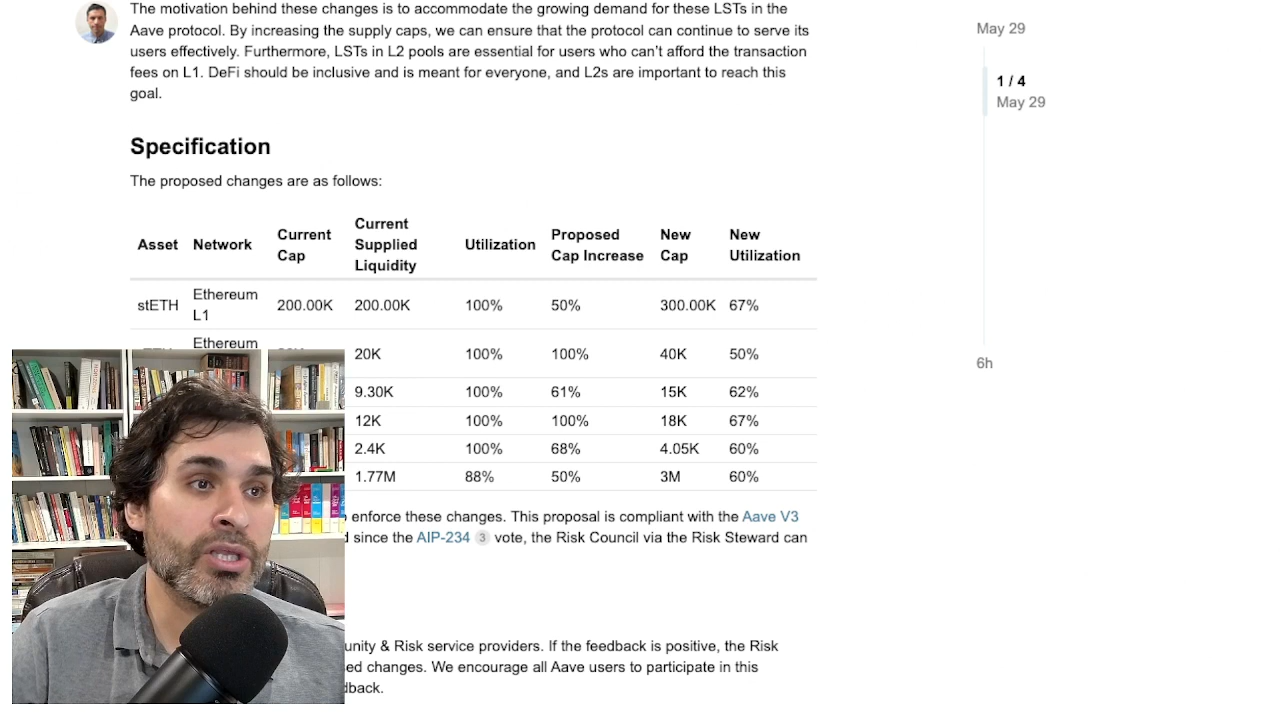 The motivation behind these changes is to accommodate the growing demand for these LSTs in the
Aave protocol. By increasing the supply caps, we can ensure that the protocol can continue to serve its
users effectively. Furthermore, LSTs in L2 pools are essential for users who can't afford the transaction
fees on L1. DeFi should be inclusive and is meant for everyone, and L2s are important to reach this
goal.
May 29
1 / 4
May 29
6h
Specification
The proposed changes are as follows:
Asset Network Current Cap Current Supplied Liquidity Utilization Proposed Cap Increase New Cap New Utilization
stETH Ethereum L1 200.00K 200.00K 100% 50% 300.00K 67%
Ethereum 20K 100% 100% 40K 50%
9.30K 100% 61% 15K 62%
12K 100% 100% 18K 67%
2.4K 100% 68% 4.05K 60%
1.77M 88% 50% 3M 60%
enforce these changes. This proposal is compliant with the Aave V3
since the AIP-234 3 vote, the Risk Council via the Risk Steward can
& Risk service providers. If the feedback is positive, the Risk
changes. We encourage all Aave users to participate in this